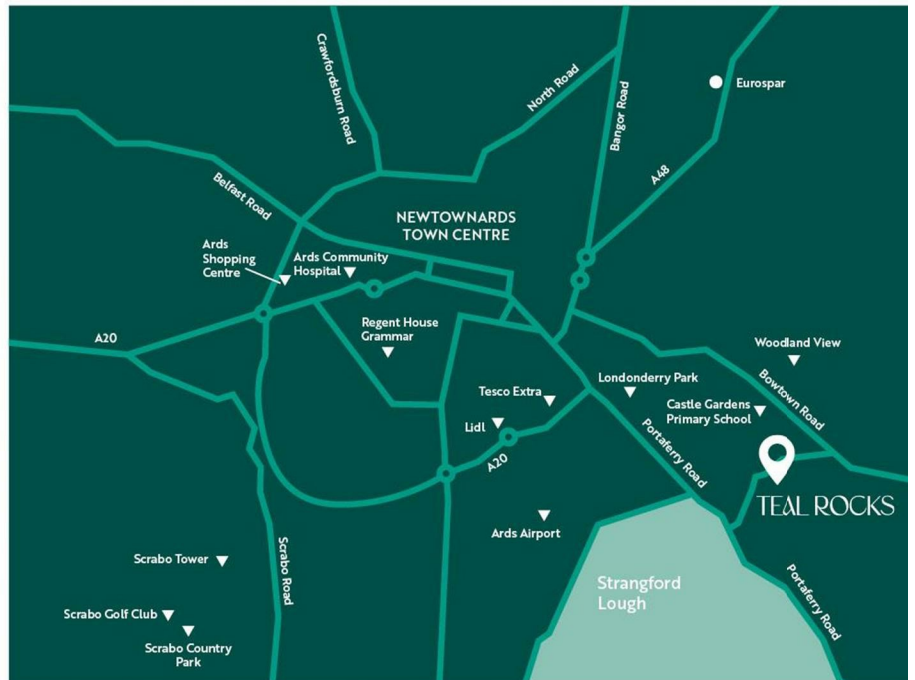 Crawfordsburn Road
North Road
Bangor Road
Eurospar
A48
Belfast Road
NEWTOWNARDS
TOWN CENTRE
Ards
Shopping
Centre
Ards Community
Hospital
A20
Regent House
Grammar
Woodland View
Londonderry Park
Tesco Extra
Castle Gardens
Primary School
Bowtown Road
Lidl
A20
Portaferry Road
TEAL ROCKS
Ards Airport
Scrabo Tower
Scrabo Road
Strangford
Lough
Portaferry Road
Scrabo Golf Club
Scrabo Country
Park